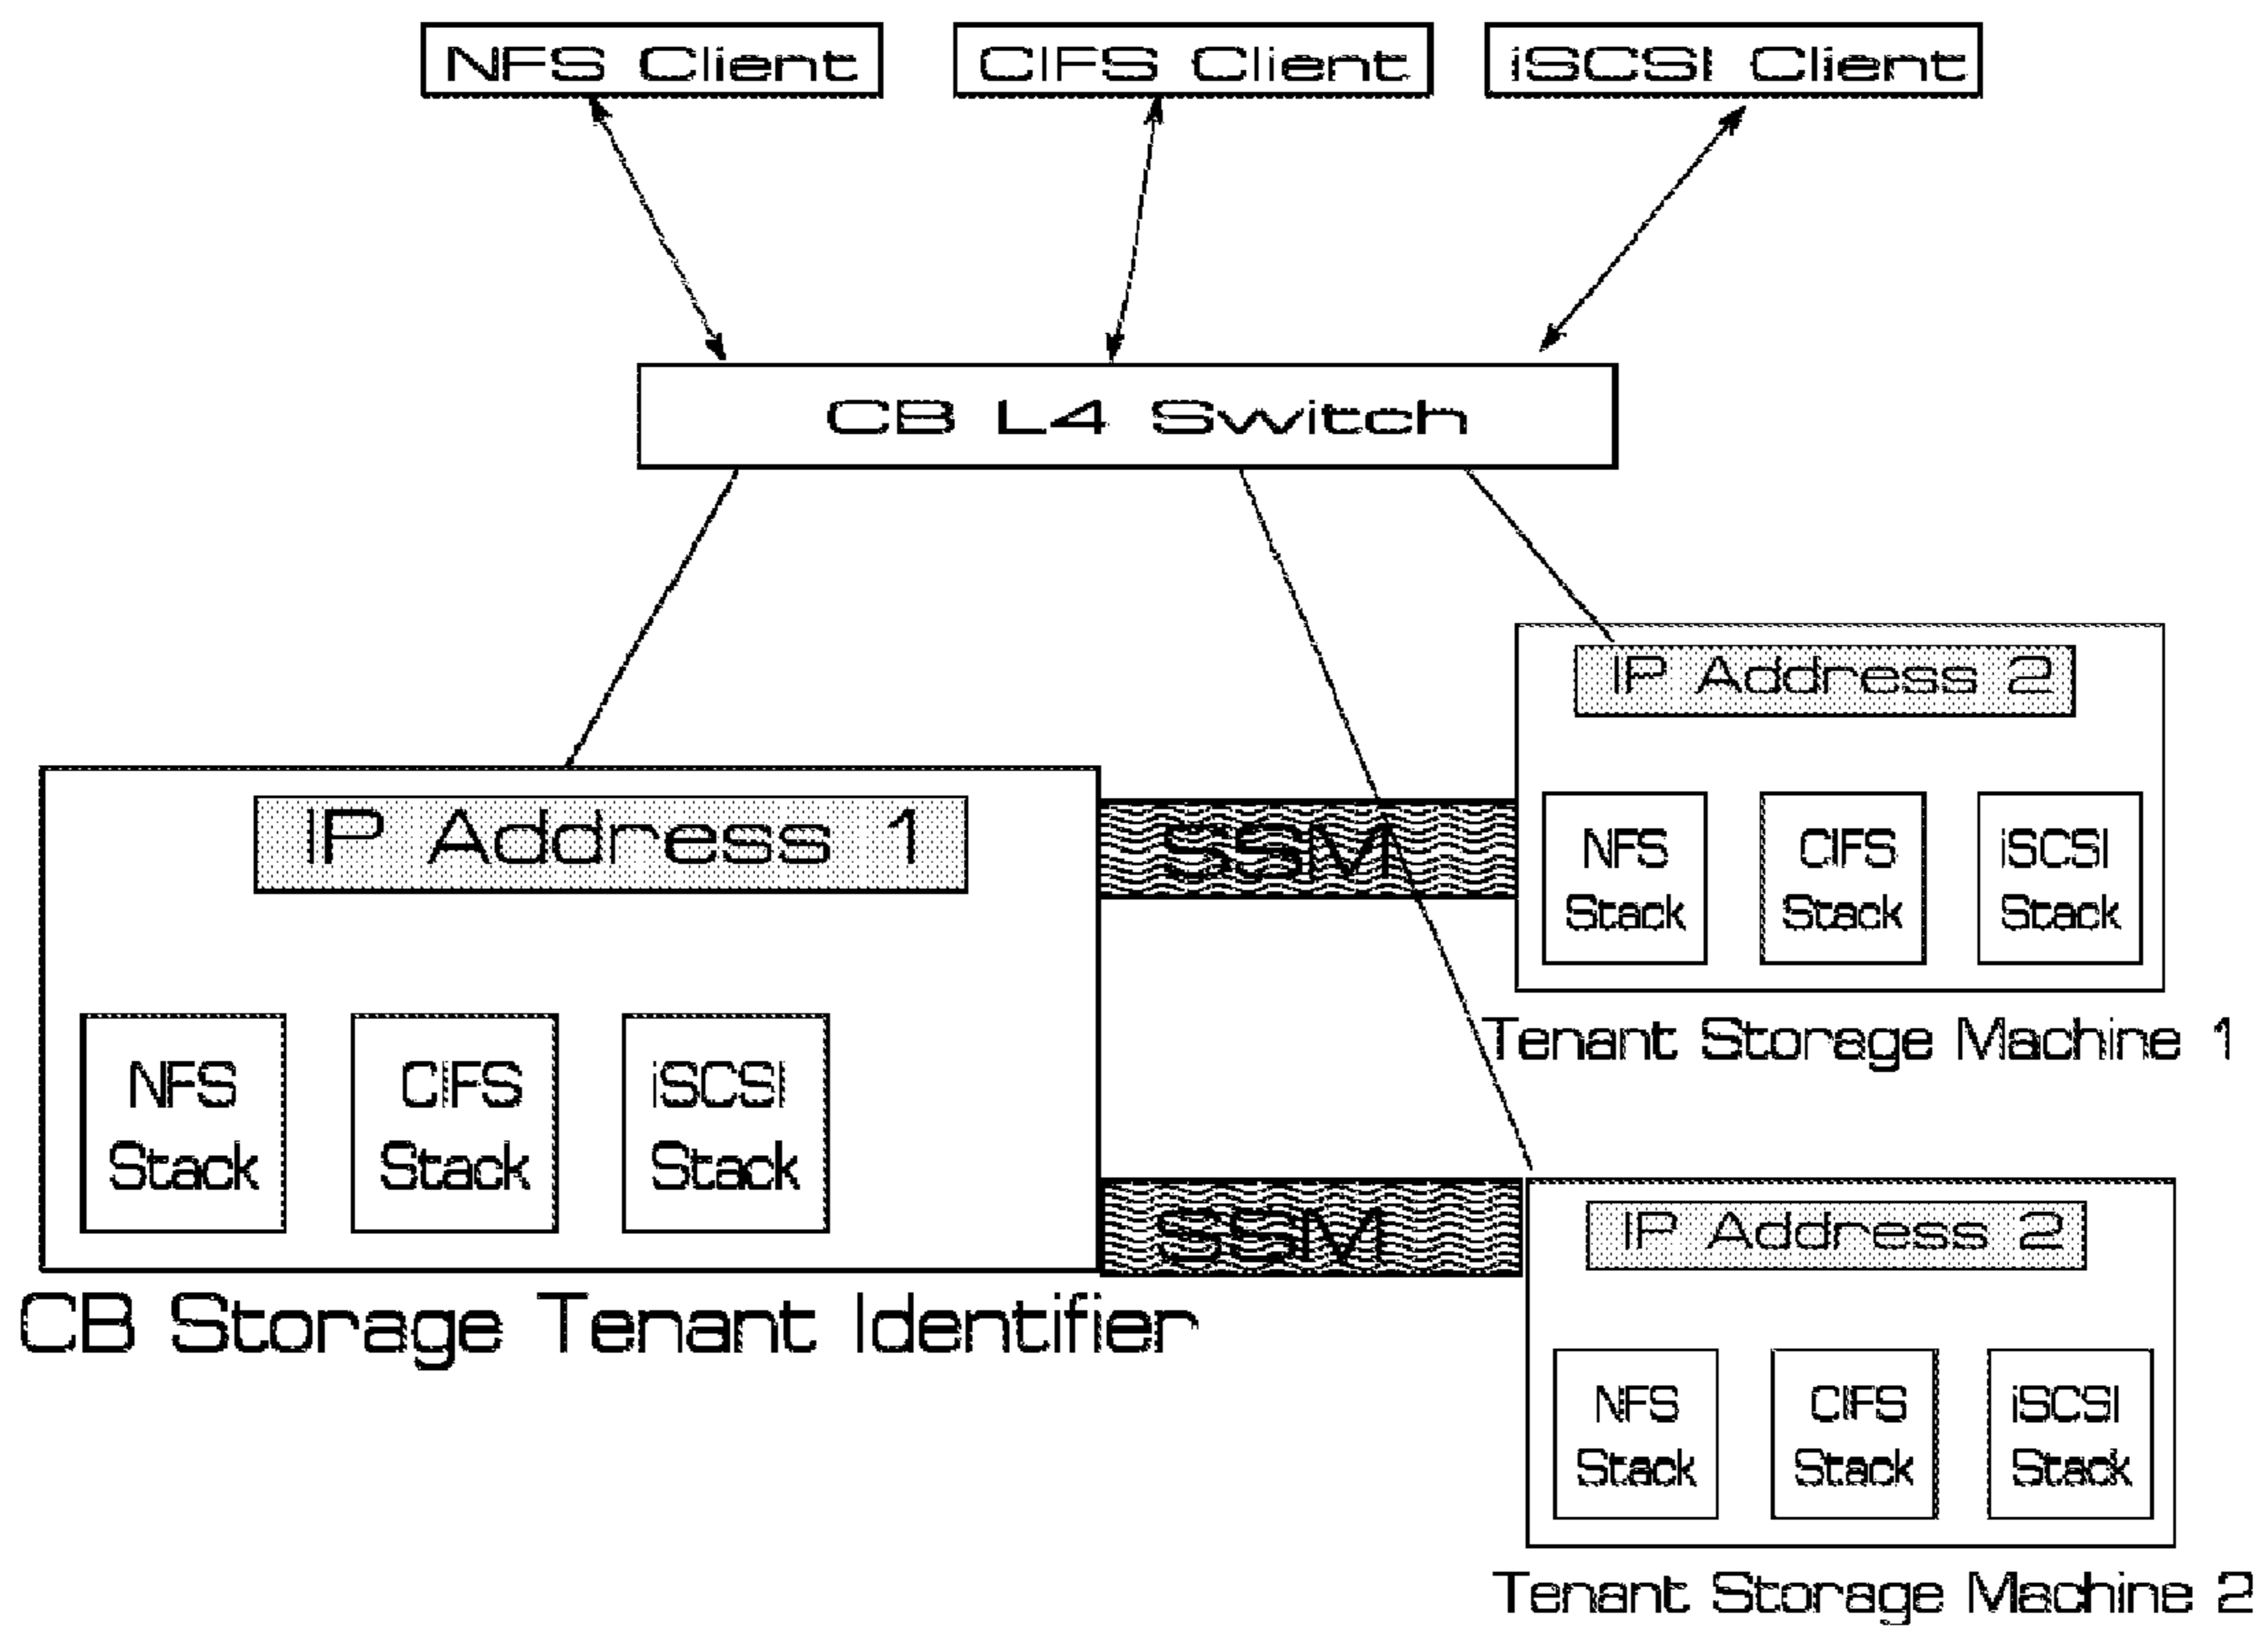 NFS Client
CIFS Client
iSCSI Client
CB L4 Switch
IP Address 2
IP Address 1
SSM
NFS
Stack
CIFS
Stack
iSCSI
Stack
Tenant Storage Machine 1
NFS
Stack
CIFS
Stack
iSCSI
Stack
SSM
IP Address 2
CB Storage Tenant Identifier
NFS
Stack
CIFS
Stack
iSCSI
Stack
Tenant Storage Machine 2